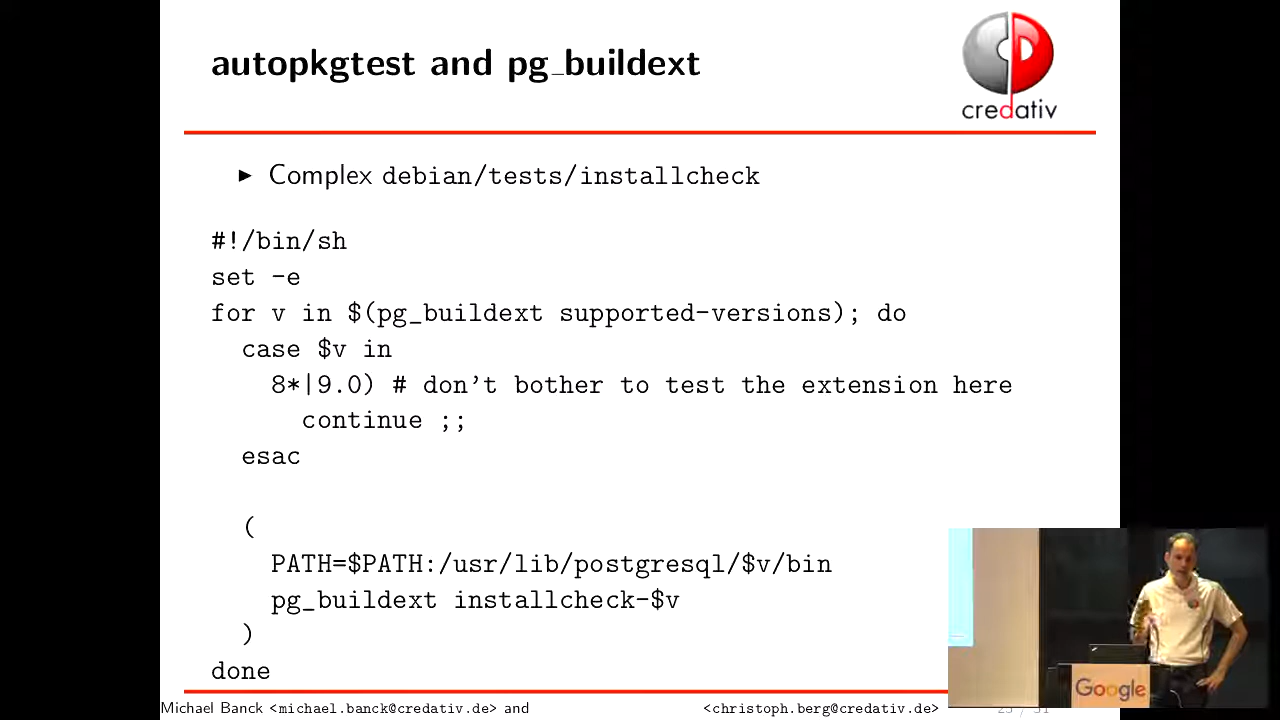 autopkgtest and pg_buildext
credativ
► Complex debian/tests/installcheck
#!/bin/sh
set -e
for v in $(pg_buildext supported-versions); do
case $v in
8*|9.0) # don't bother to test the extension here
continue ;;
esac
(
PATH=$PATH:/usr/lib/postgresql/$v/bin
pg_buildext installcheck-$v
)
done
Google
Michael Banck <michael.banck@credativ.de> and <christoph.berg@credativ.de>